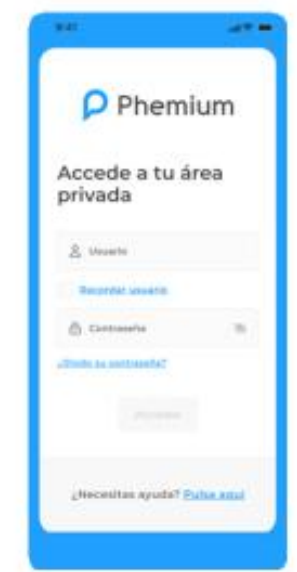 9:41
Phemium
Accede a tu área
privada
Usuario
Recordar usuario
Contraseña
¿Olvidó su contraseña?
Acceder
¿Necesitas ayuda? Pulse aquí